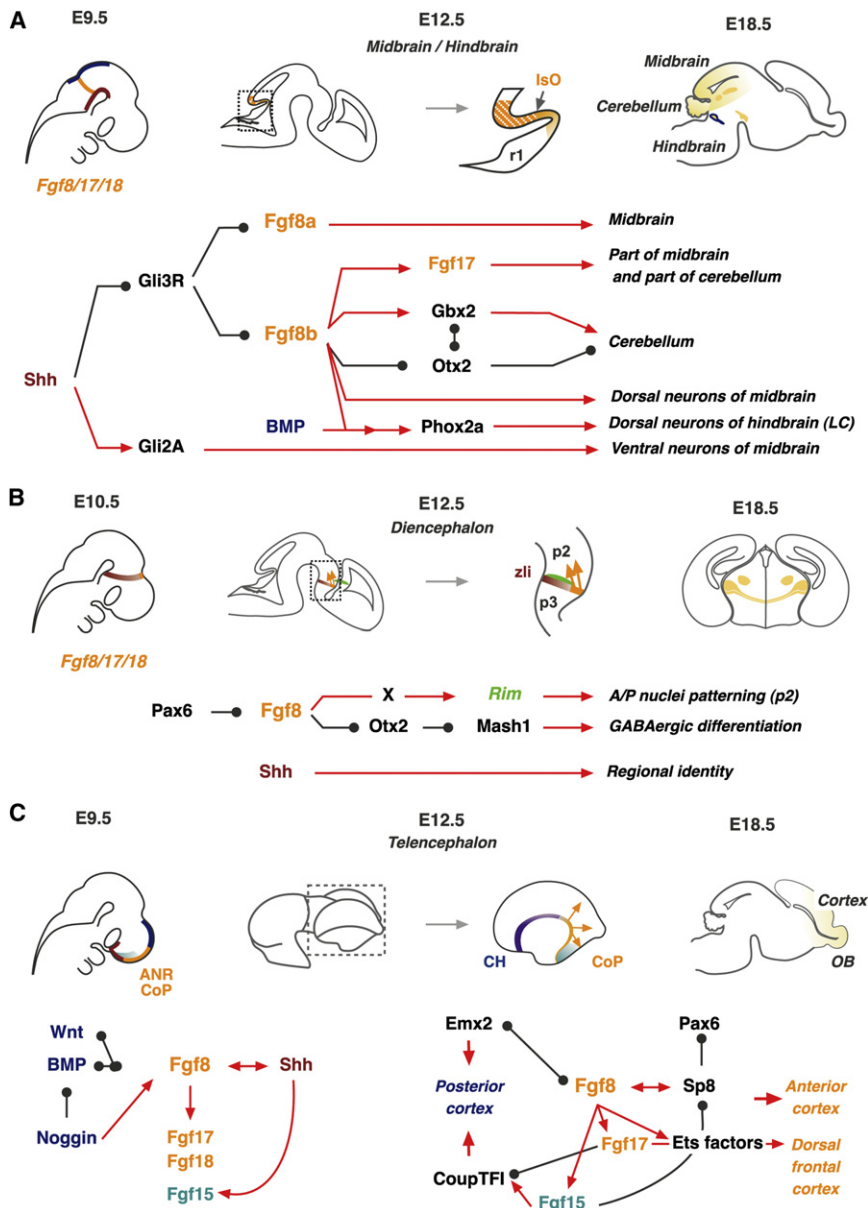 A
E9.5
E12.5
E18.5
Midbrain / Hindbrain
IsO
r1
Midbrain
Cerebellum
Hindbrain
Fgf8/17/18
Fgf8a
Midbrain
Gli3R
Fgf17
Part of midbrain
and part of cerebellum
Fgf8b
Gbx2
Cerebellum
Otx2
Shh
Dorsal neurons of midbrain
BMP
Phox2a
Dorsal neurons of hindbrain (LC)
Gli2A
Ventral neurons of midbrain
B
E10.5
E12.5
E18.5
Diencephalon
p2
zli
p3
Fgf8/17/18
Pax6
Fgf8
X
Rim
A/P nuclei patterning (p2)
Otx2
Mash1
GABAergic differentiation
Shh
Regional identity
C
E9.5
E12.5
E18.5
Telencephalon
ANR
CoP
CH
CoP
Cortex
OB
Wnt
BMP
Fgf8
Shh
Noggin
Fgf17
Fgf18
Fgf15
Emx2
Pax6
Posterior
cortex
Fgf8
Sp8
Anterior
cortex
Fgf17
Ets factors
Dorsal
frontal
cortex
CoupTFI
Fgf15